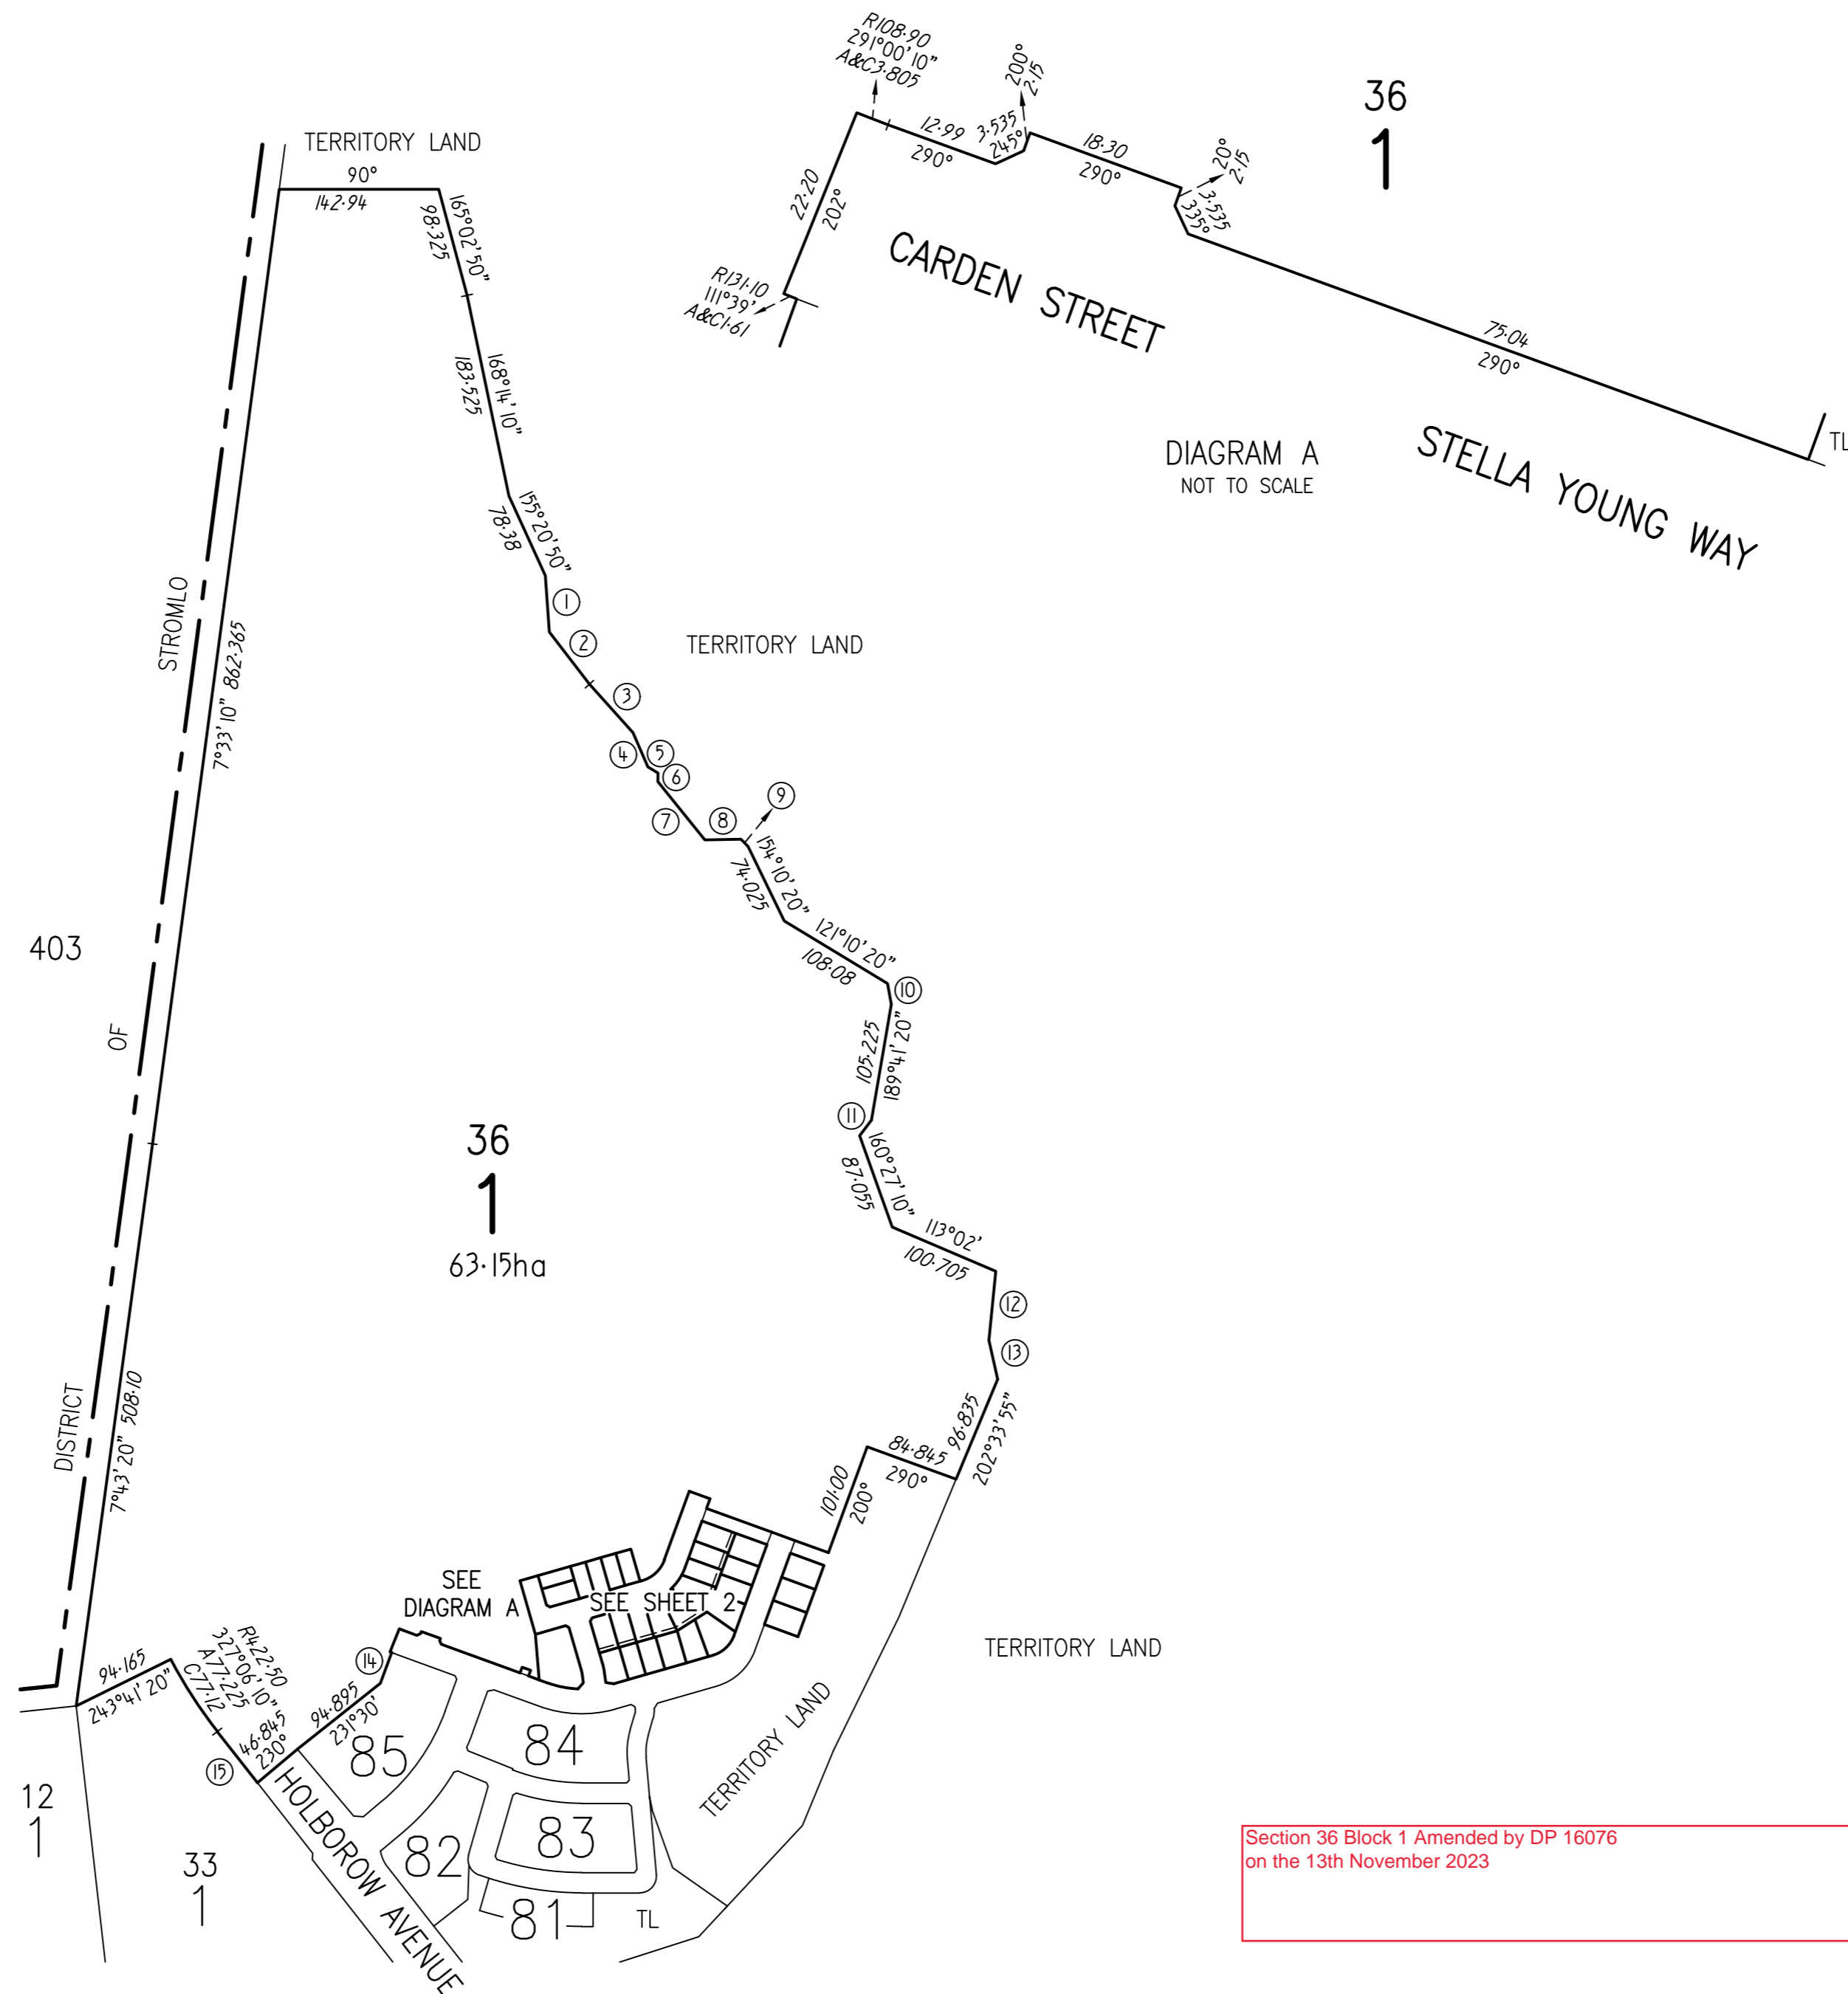 R108·90
291°00'10"
A&C3·805
200°
2·15
36
1
12·99
290°
3·535
245°
18·30
290°
20°
2·15
3·535
335°
22·20
202°
CARDEN STREET
R131·10
111°39'
A&C1·61
75·04
290°
TL
DIAGRAM A
NOT TO SCALE
STELLA YOUNG WAY
TERRITORY LAND
90°
142·94
165°02'50"
98·325
168°14'10"
183·525
155°20'50"
78·38
1
2
TERRITORY LAND
3
4
5
6
7
8
9
154°10'20"
74·025
121°10'20"
108·08
10
105·225
189°41'20"
11
160°27'10"
87·055
113°02'
100·705
12
13
96·835
202°33'55"
84·845
290°
101·00
200°
STROMLO
OF
DISTRICT
7°33'10" 862·365
7°43'20" 508·10
403
36
1
63·15ha
SEE
DIAGRAM A
SEE SHEET 2
TERRITORY LAND
14
94·165
243°41'20"
R422·50
327°06'10"
A77·225
C77·12
46·845
230°
94·895
231°30'
15
85
84
83
82
81
TL
TERRITORY LAND
HOLBOROW AVENUE
12
1
33
1
Section 36 Block 1 Amended by DP 16076
on the 13th November 2023